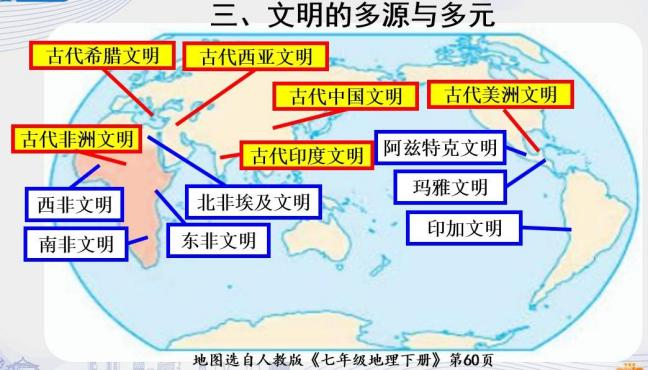 三、文明的多源与多元
古代希腊文明
古代西亚文明
古代中国文明
古代美洲文明
古代非洲文明
古代印度文明
阿兹特克文明
西非文明
北非埃及文明
玛雅文明
南非文明
东非文明
印加文明
地图选自人教版《七年级地理下册》第60页